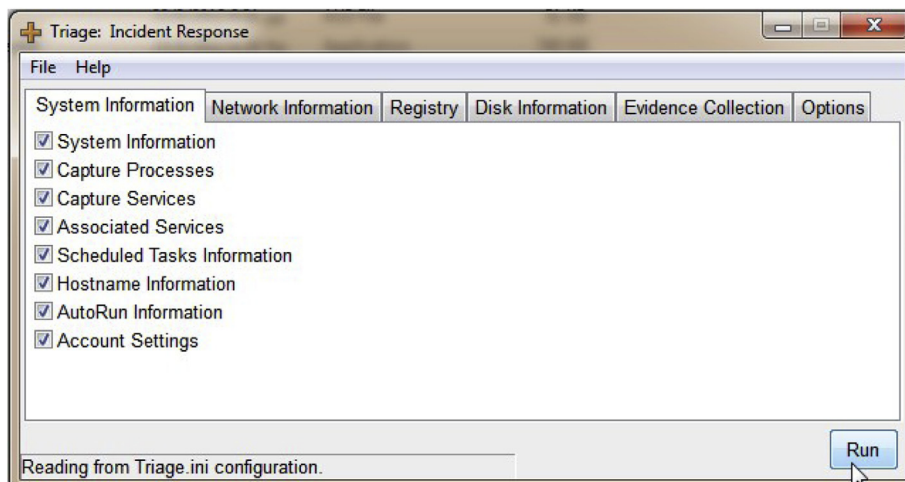 Triage: Incident Response
File Help
System Information Network Information Registry Disk Information Evidence Collection Options
System Information
Capture Processes
Capture Services
Associated Services
Scheduled Tasks Information
Hostname Information
AutoRun Information
Account Settings
Run
Reading from Triage.ini configuration.